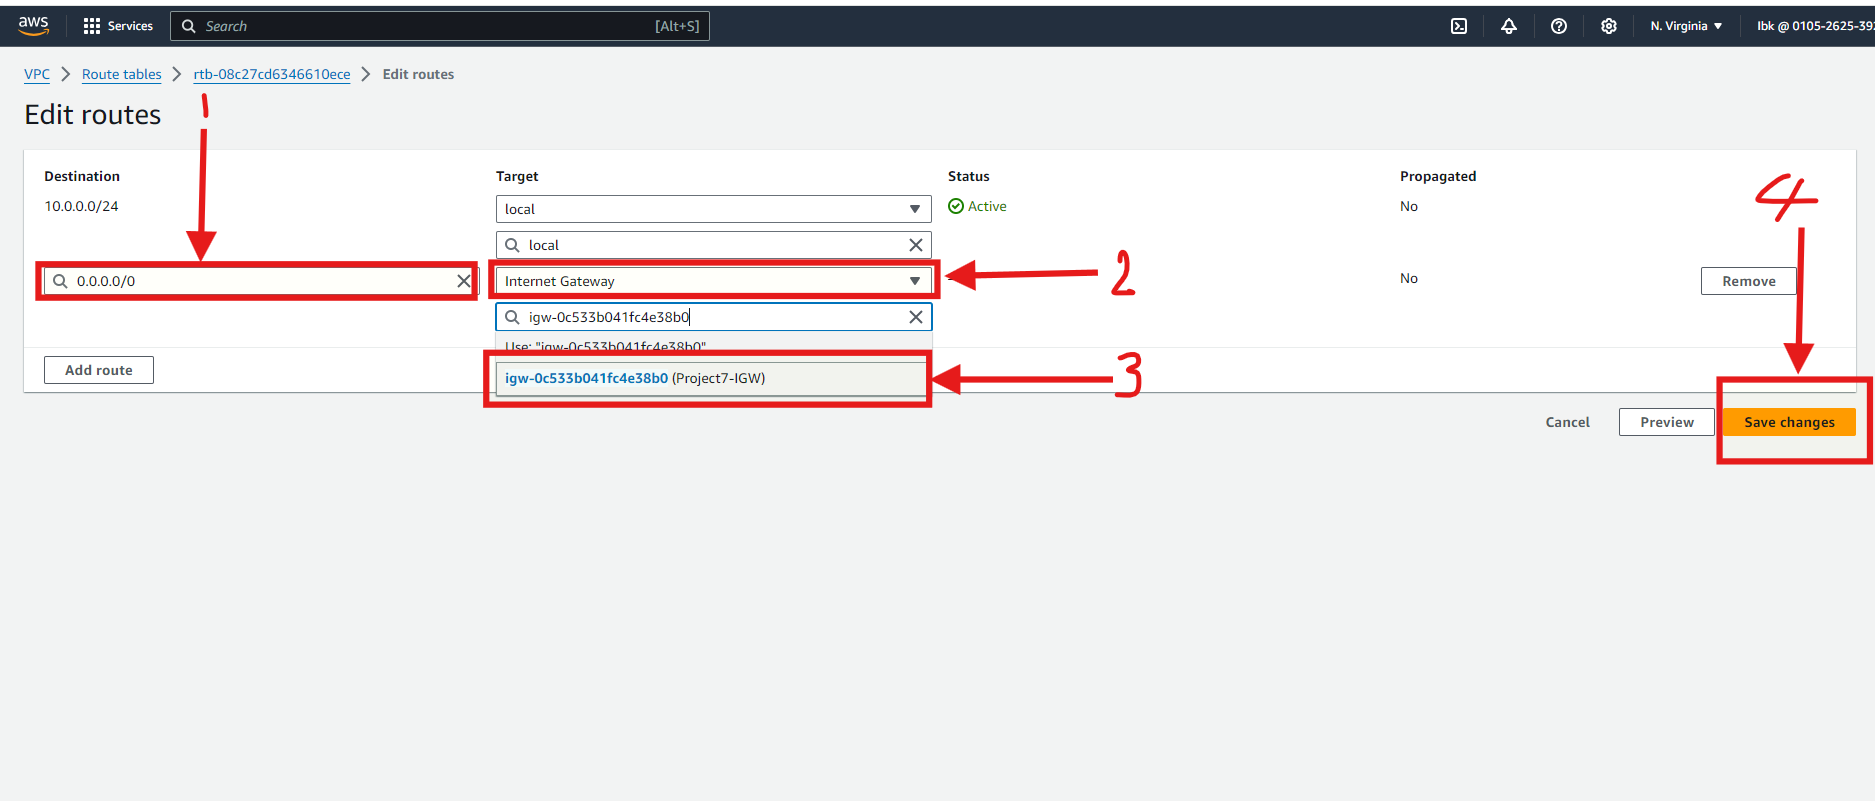 aws Services Search [Alt+S] N. Virginia Ibk @ 0105-2625-39
VPC Route tables rtb-08c27cd6346610ece Edit routes
1
Edit routes
Destination Target Status Propagated
10.0.0.0/24 local Active No
4
local
0.0.0.0/0 Internet Gateway 2 No Remove
igw-0c533b041fc4e38b0
Use: "igw-0c533b041fc4e38b0"
Add route igw-0c533b041fc4e38b0 (Project7-IGW) 3
Cancel Preview Save changes